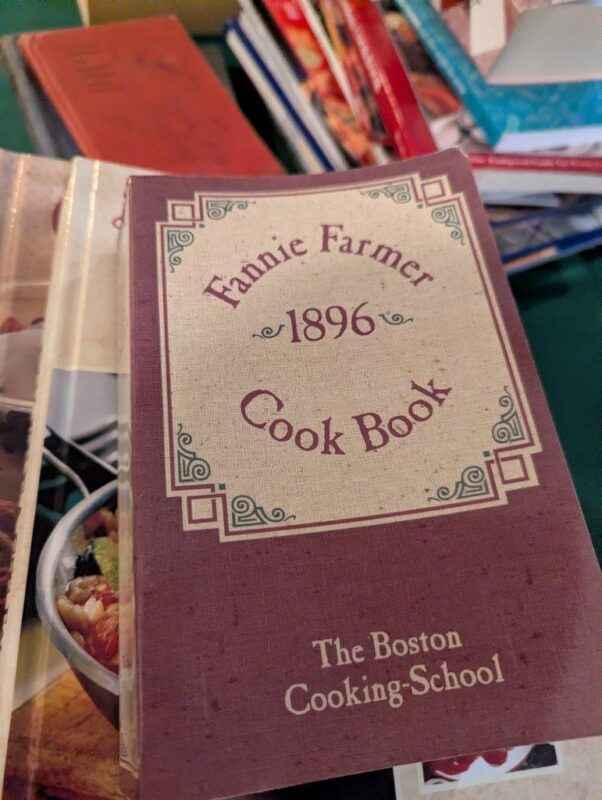 Fannie Farmer
1896
Cook Book
The Boston
Cooking-School